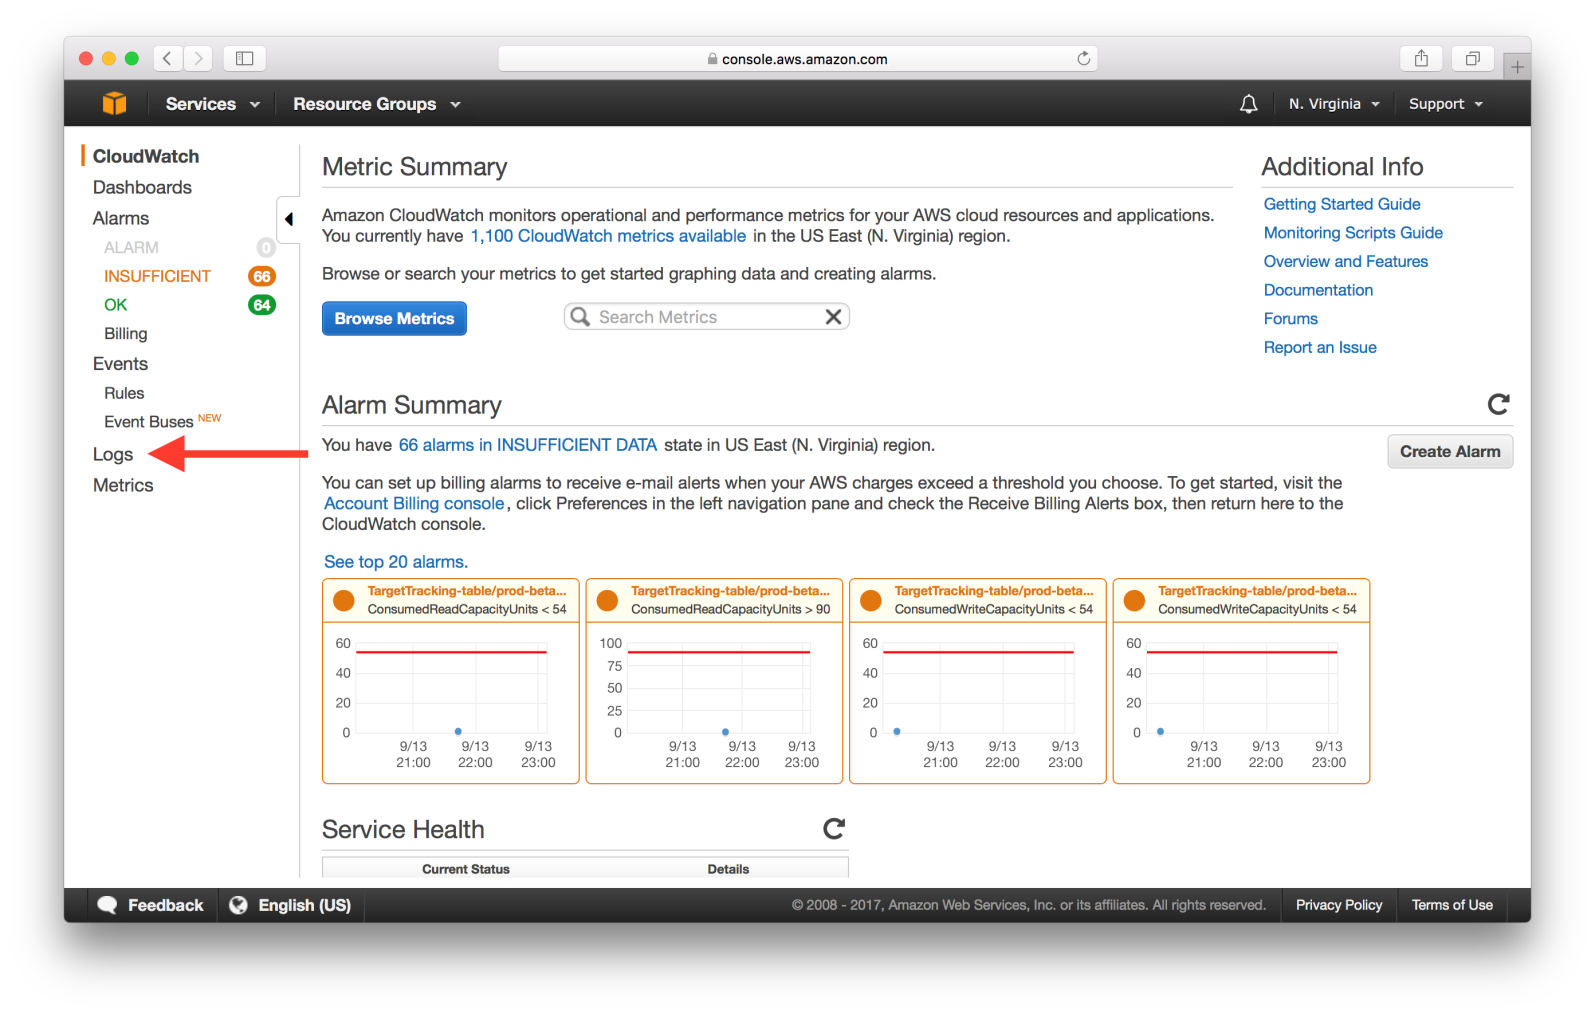 console.aws.amazon.com
Services
Resource Groups
N. Virginia
Support
CloudWatch
Dashboards
Alarms
ALARM 0
INSUFFICIENT 66
OK 64
Billing
Events
Rules
Event Buses NEW
Logs
Metrics
Metric Summary
Amazon CloudWatch monitors operational and performance metrics for your AWS cloud resources and applications.
You currently have 1,100 CloudWatch metrics available in the US East (N. Virginia) region.
Browse or search your metrics to get started graphing data and creating alarms.
Browse Metrics
Search Metrics
Additional Info
Getting Started Guide
Monitoring Scripts Guide
Overview and Features
Documentation
Forums
Report an Issue
Alarm Summary
You have 66 alarms in INSUFFICIENT DATA state in US East (N. Virginia) region.
Create Alarm
You can set up billing alarms to receive e-mail alerts when your AWS charges exceed a threshold you choose. To get started, visit the
Account Billing console, click Preferences in the left navigation pane and check the Receive Billing Alerts box, then return here to the
CloudWatch console.
See top 20 alarms.
TargetTracking-table/prod-beta...
ConsumedReadCapacityUnits < 54
60
40
20
0
9/13 9/13 9/13
21:00 22:00 23:00
TargetTracking-table/prod-beta...
ConsumedReadCapacityUnits > 90
100
75
50
25
0
9/13 9/13 9/13
21:00 22:00 23:00
TargetTracking-table/prod-beta...
ConsumedWriteCapacityUnits < 54
60
40
20
0
9/13 9/13 9/13
21:00 22:00 23:00
TargetTracking-table/prod-beta...
ConsumedWriteCapacityUnits < 54
60
40
20
0
9/13 9/13 9/13
21:00 22:00 23:00
Service Health
Current Status Details
Feedback
English (US)
© 2008 - 2017, Amazon Web Services, Inc. or its affiliates. All rights reserved.
Privacy Policy
Terms of Use